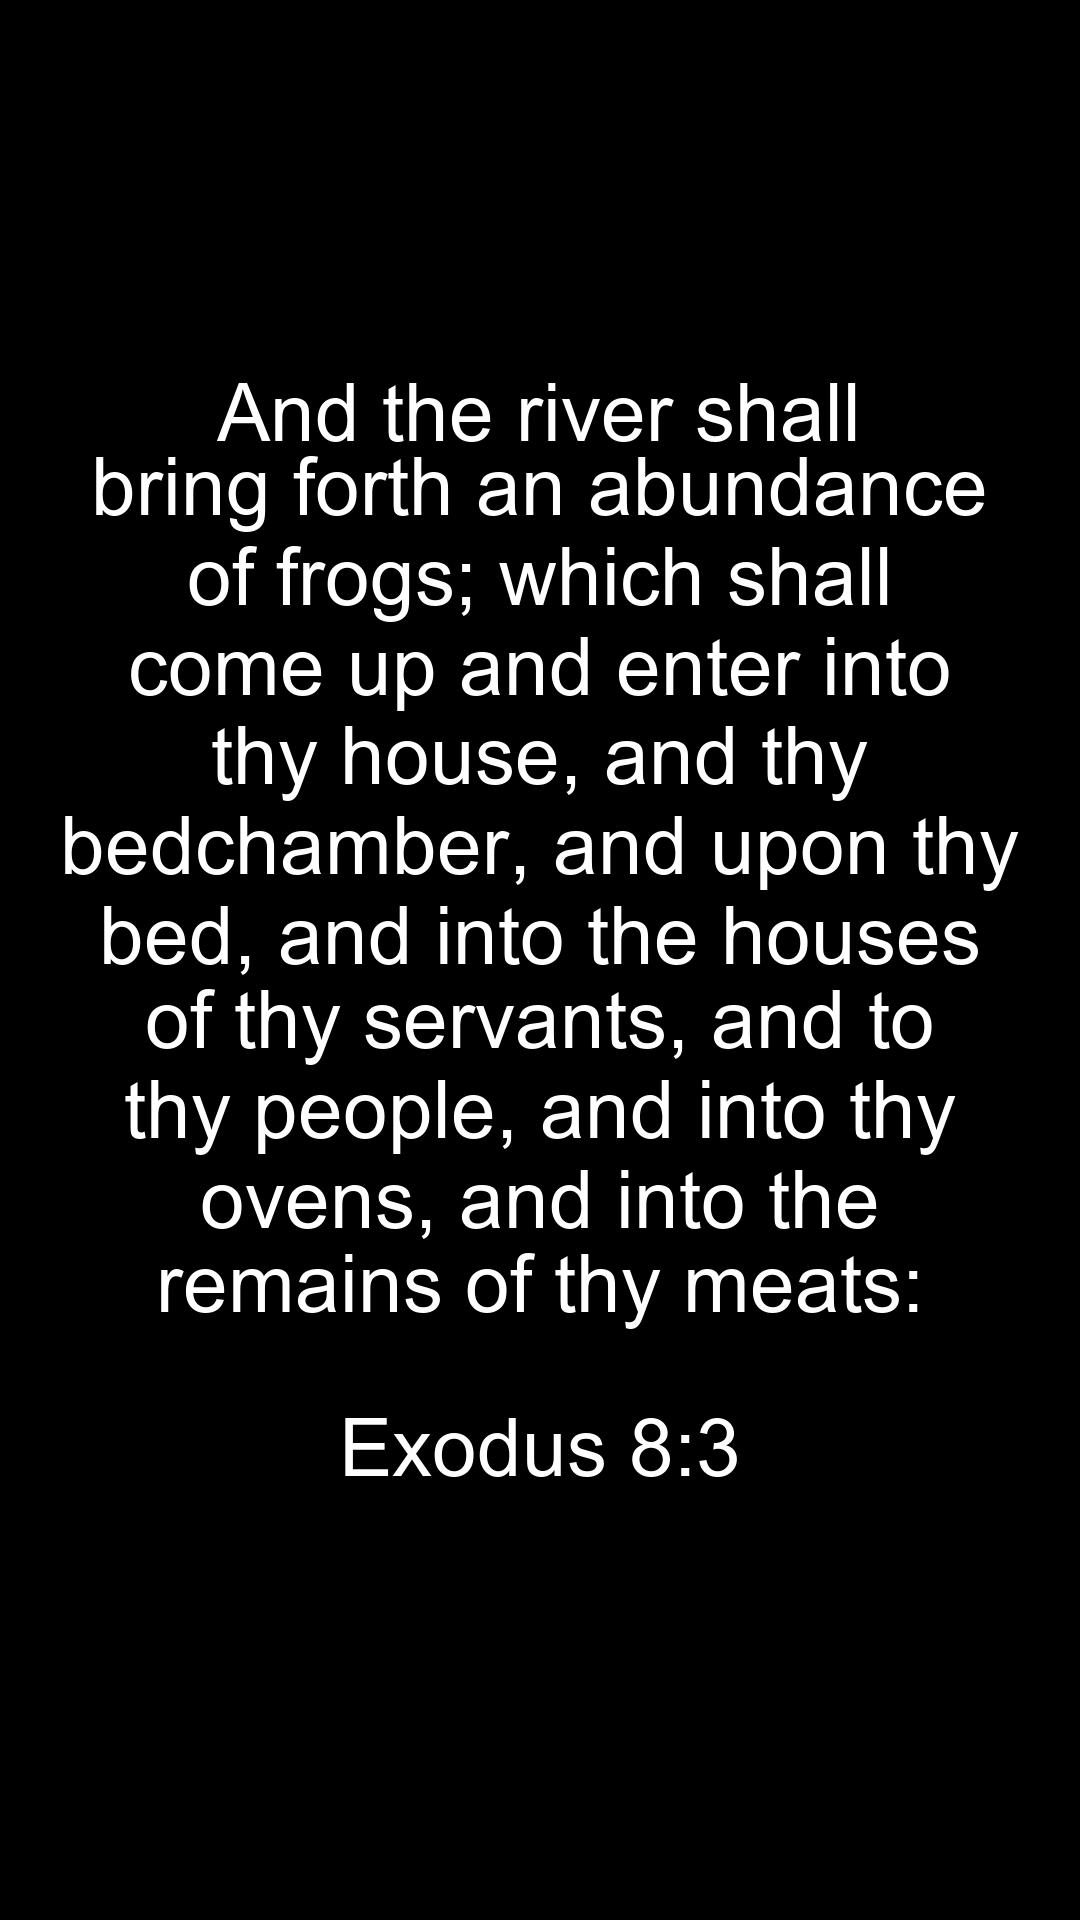 And the river shall
bring forth an abundance
of frogs; which shall
come up and enter into
thy house, and thy
bedchamber, and upon thy
bed, and into the houses
of thy servants, and to
thy people, and into thy
ovens, and into the
remains of thy meats:
Exodus 8:3